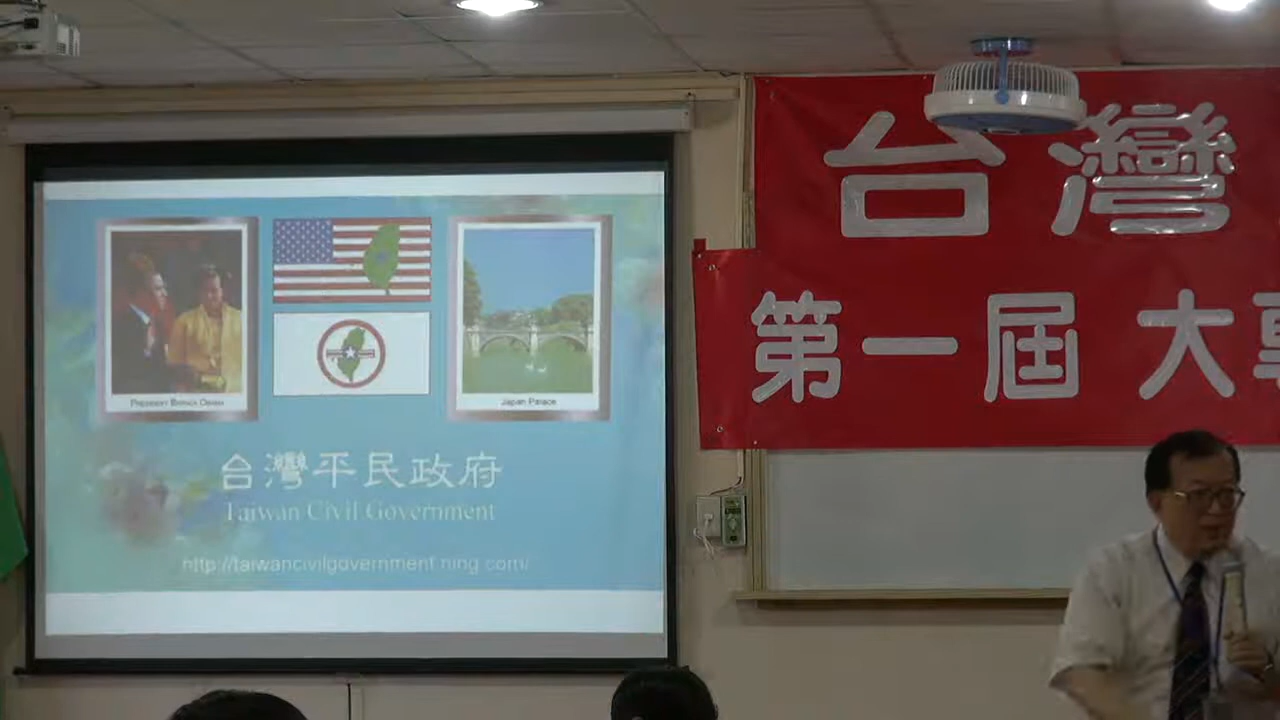 台灣
第一屆 大
President Barack Obama
Japan Palace
台灣平民政府
Taiwan Civil Government
http://taiwancivilgovernment.ning.com/